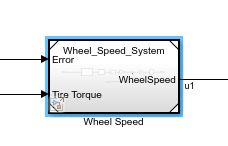 Wheel_Speed_System
Error
WheelSpeed
u1
Tire Torque
Wheel Speed